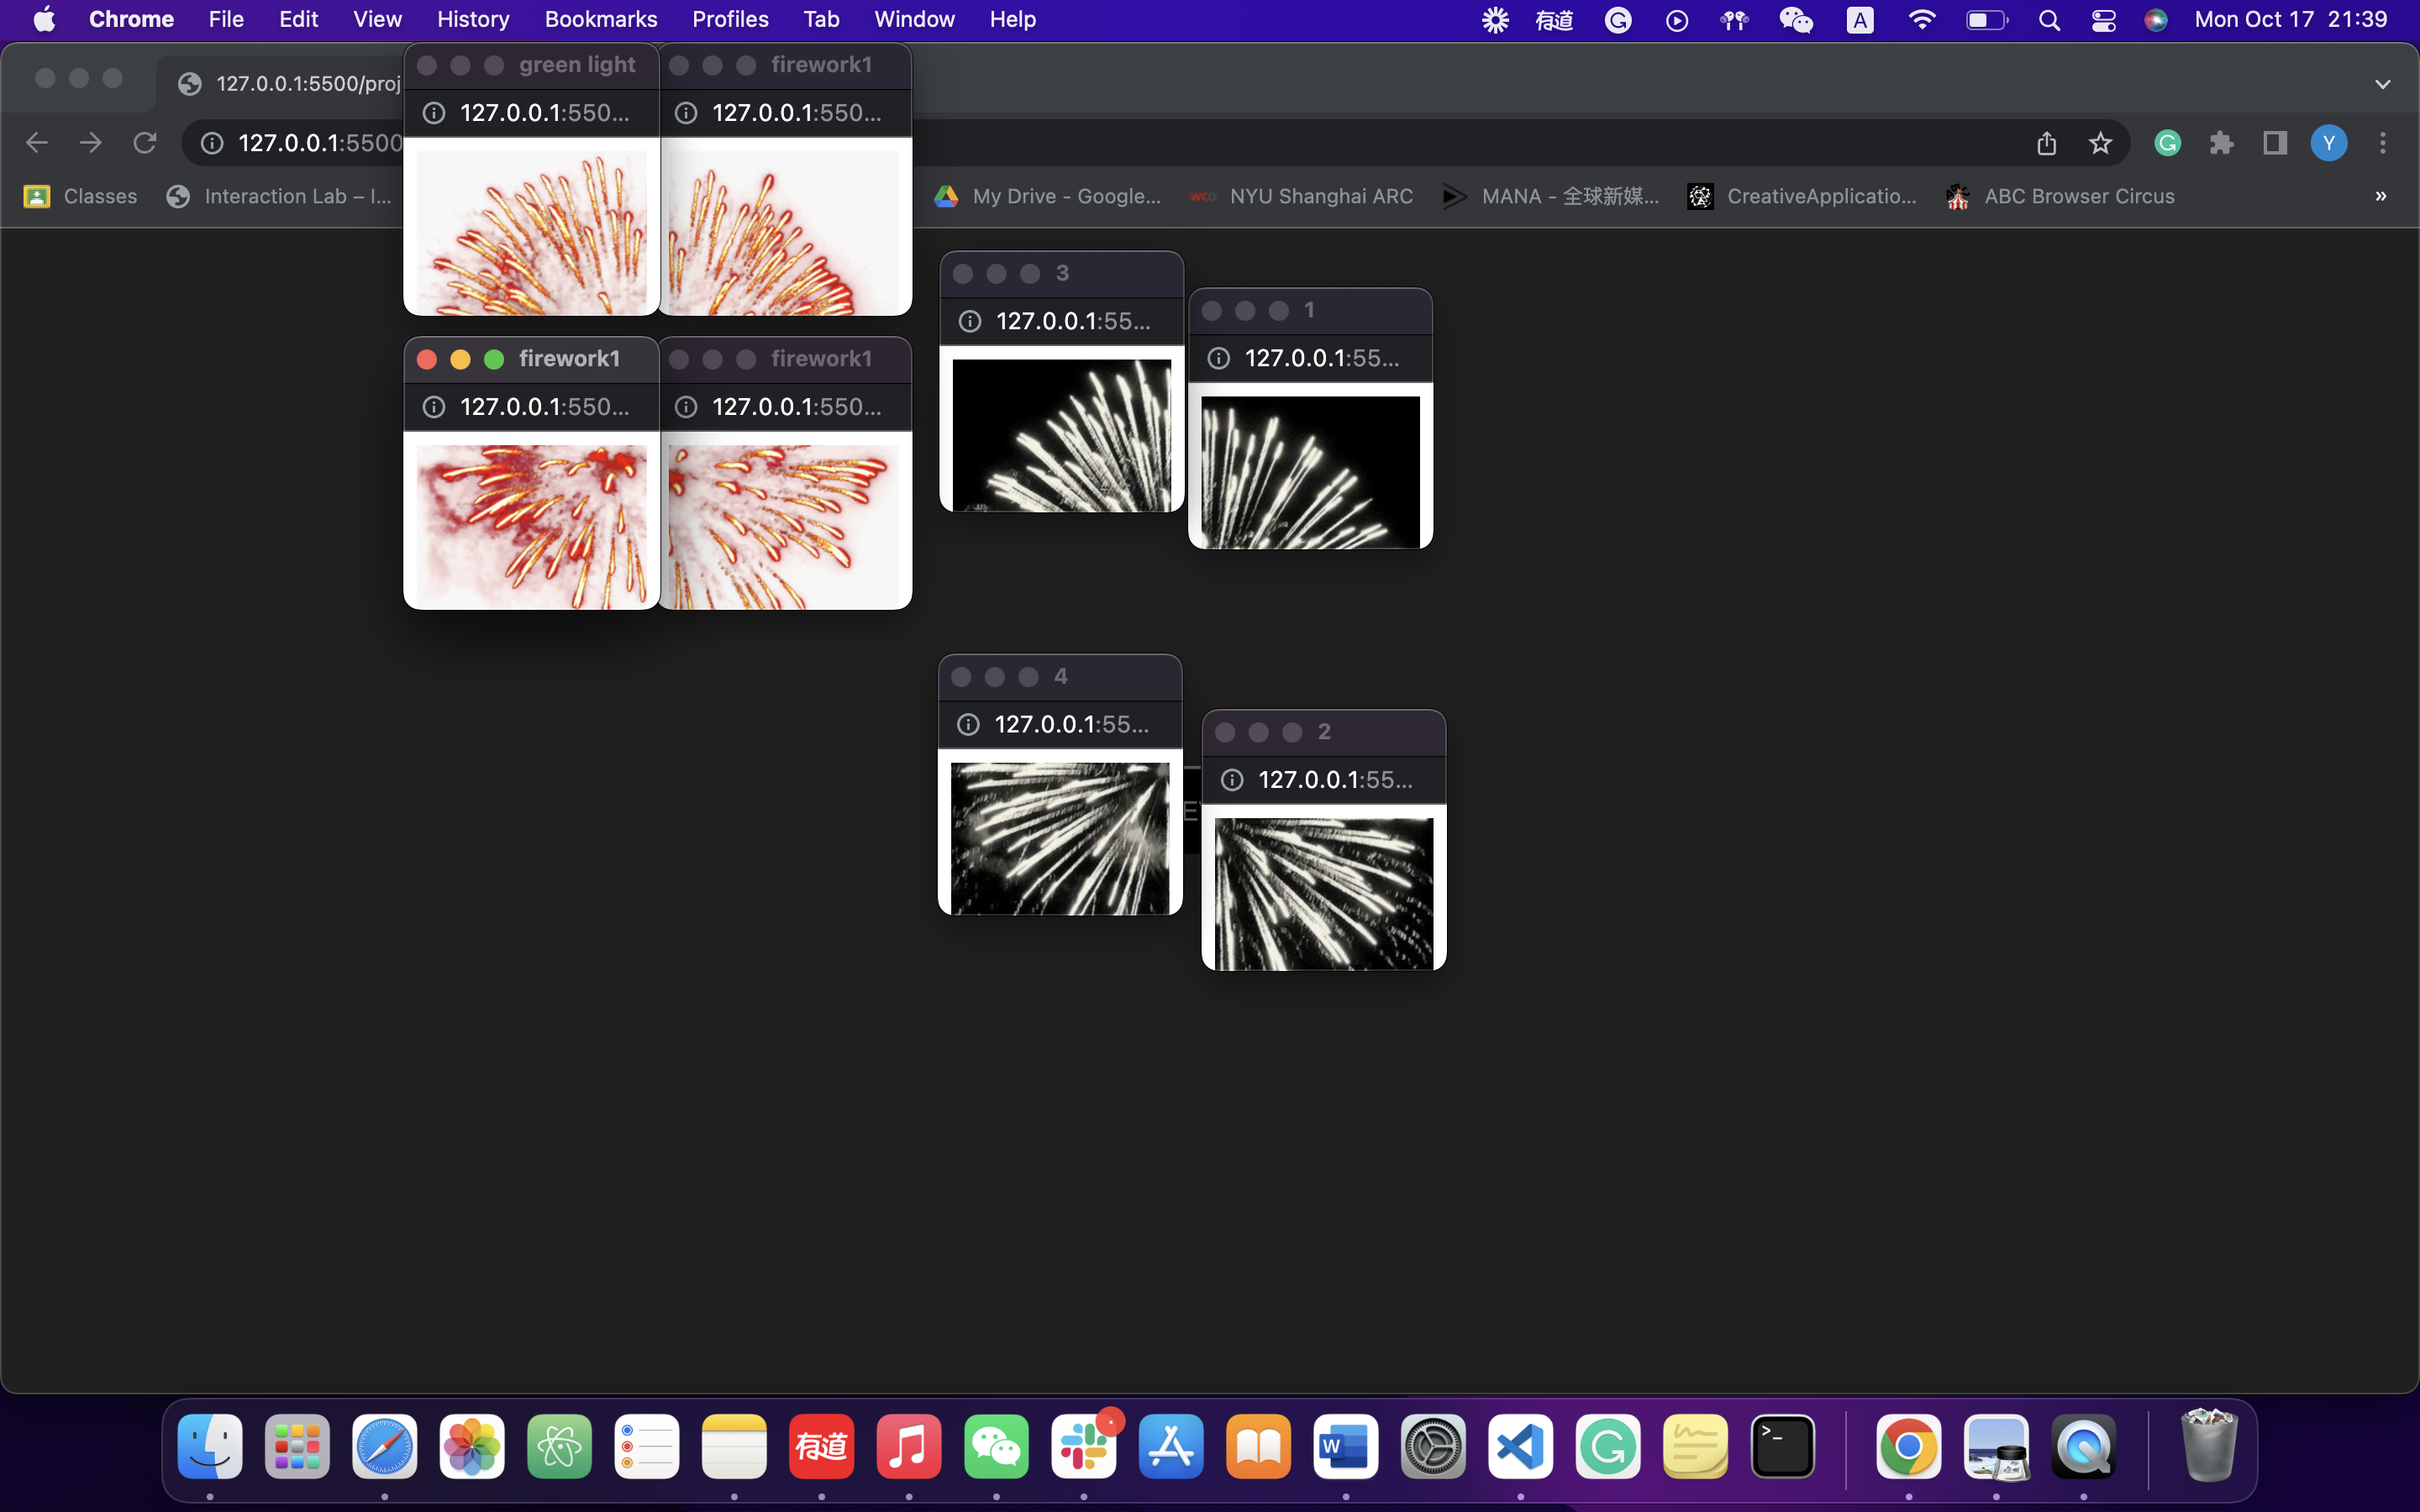 Chrome File Edit View History Bookmarks Profiles Tab Window Help 有道 A Mon Oct 17 21:39
127.0.0.1:5500/proj
127.0.0.1:5500
Y
Classes
Interaction Lab – I...
My Drive - Google...
NYU Shanghai ARC
MANA - 全球新媒...
CreativeApplicatio...
ABC Browser Circus
»
green light
127.0.0.1:550...
firework1
127.0.0.1:550...
firework1
127.0.0.1:550...
firework1
127.0.0.1:550...
3
127.0.0.1:55...
1
127.0.0.1:55...
4
127.0.0.1:55...
2
127.0.0.1:55...
有道
W
>_